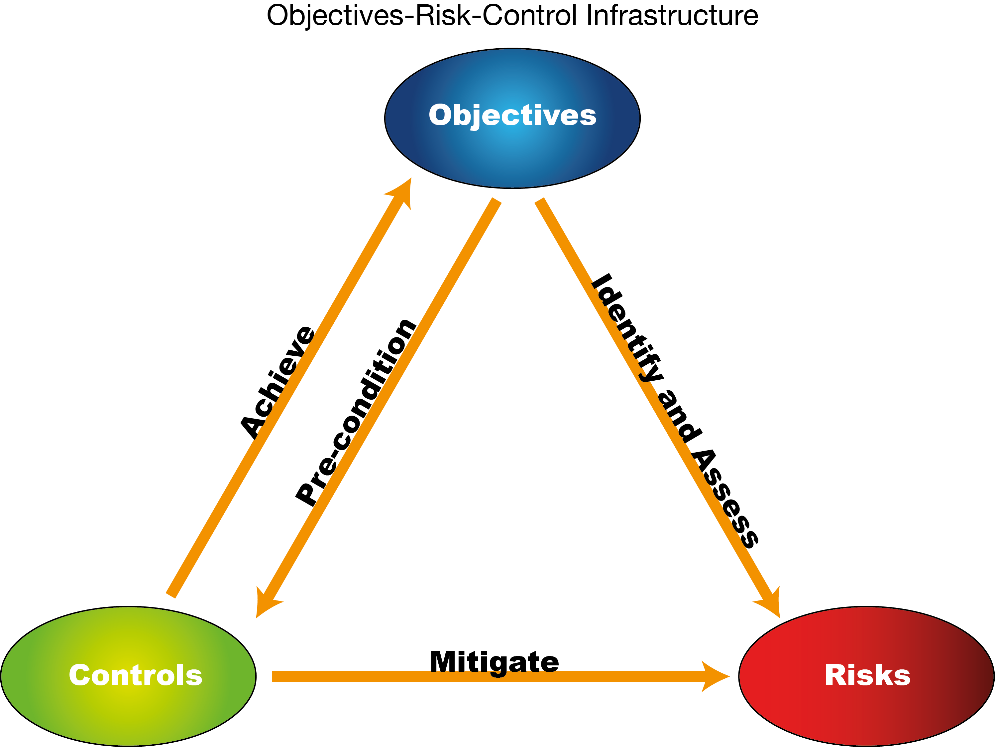 Objectives-Risk-Control Infrastructure
Objectives
Achieve
Pre-condition
Identify and Assess
Controls
Mitigate
Risks